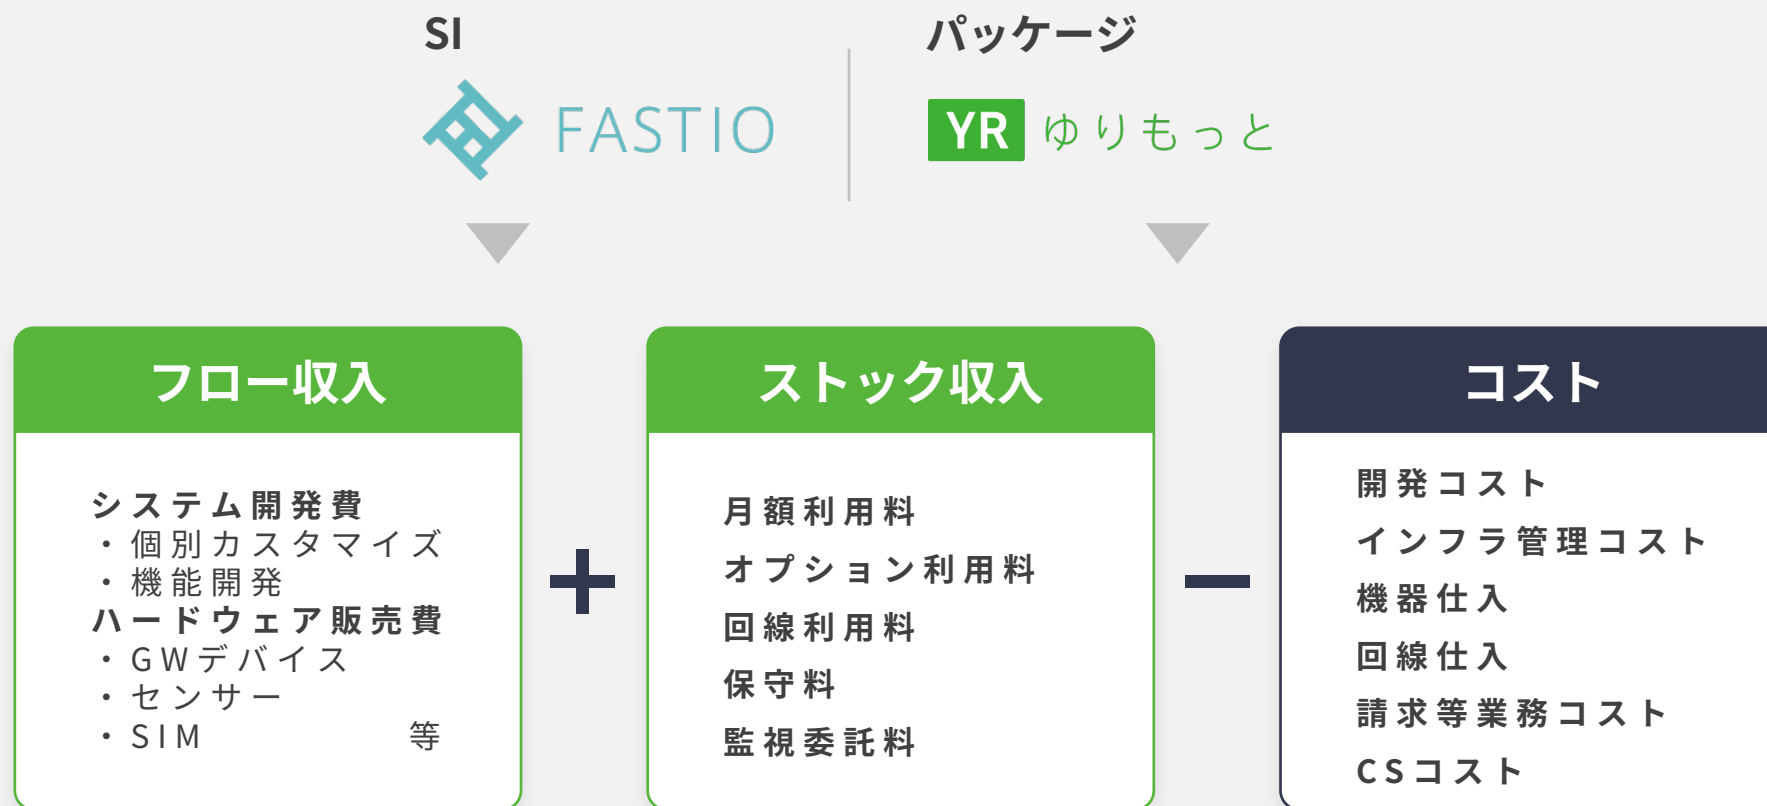 SI
FASTIO
パッケージ
YR ゆりもっと
フロー収入
システム開発費
・個別カスタマイズ
・機能開発
ハードウェア販売費
・GWデバイス
・センサー
・SIM 等
+
ストック収入
月額利用料
オプション利用料
回線利用料
保守料
監視委託料
−
コスト
開発コスト
インフラ管理コスト
機器仕入
回線仕入
請求等業務コスト
CSコスト